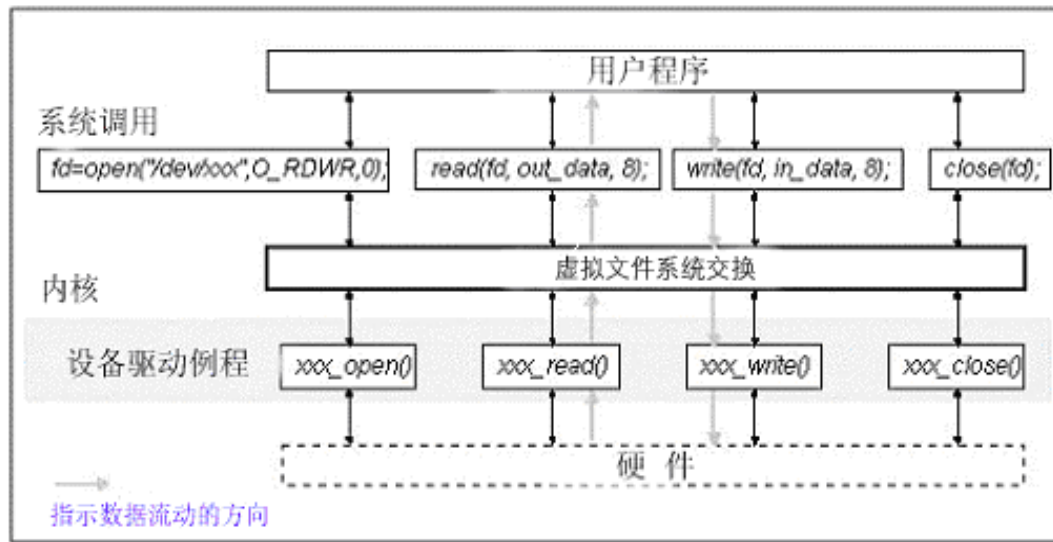 用户程序
系统调用
fd=open("/dev/xxx",O_RDWR,0);
read(fd, out_data, 8);
write(fd, in_data, 8);
close(fd);
虚拟文件系统交换
内核
设备驱动例程
xxx_open()
xxx_read()
xxx_write()
xxx_close()
硬 件
指示数据流动的方向